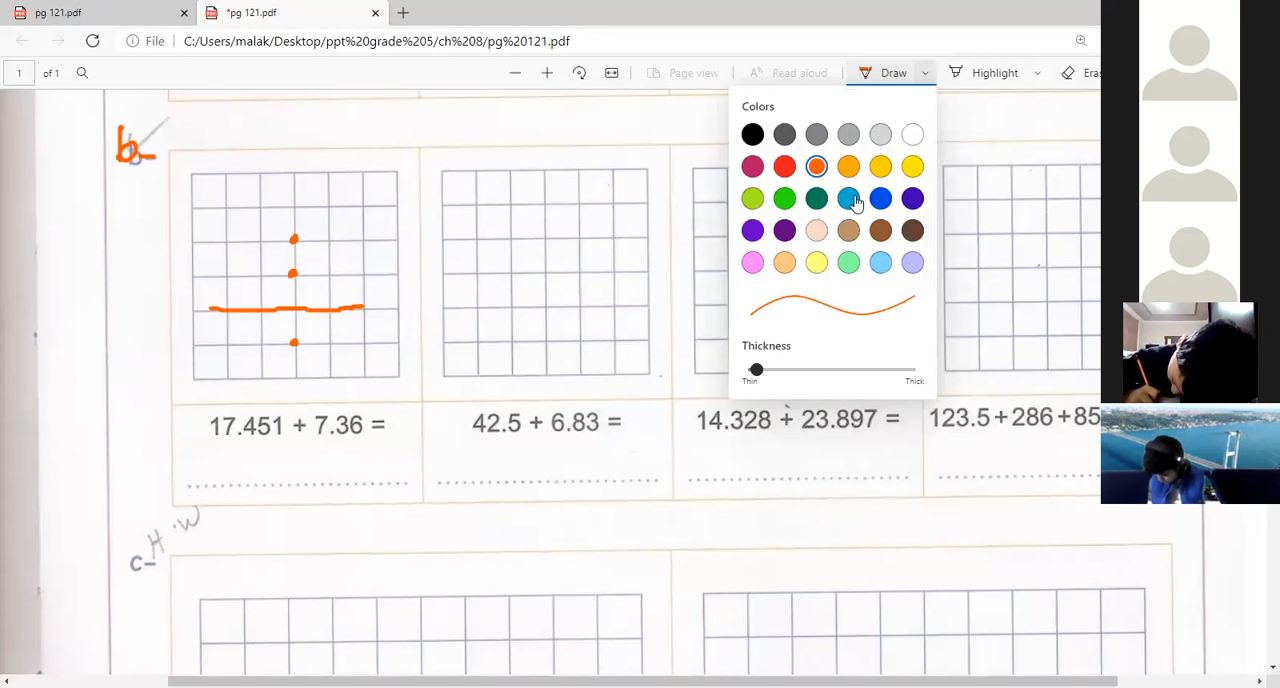 pg 121.pdf
*pg 121.pdf
File
C:/Users/malak/Desktop/ppt%20grade%205/ch%208/pg%20121.pdf
1 of 1
Page view
Read aloud
Draw
Highlight
Eras
Colors
Thickness
Thin
Thick
b-
17.451 + 7.36 =
42.5 + 6.83 =
14.328 + 23.897 =
123.5+286+85
H.W
c-